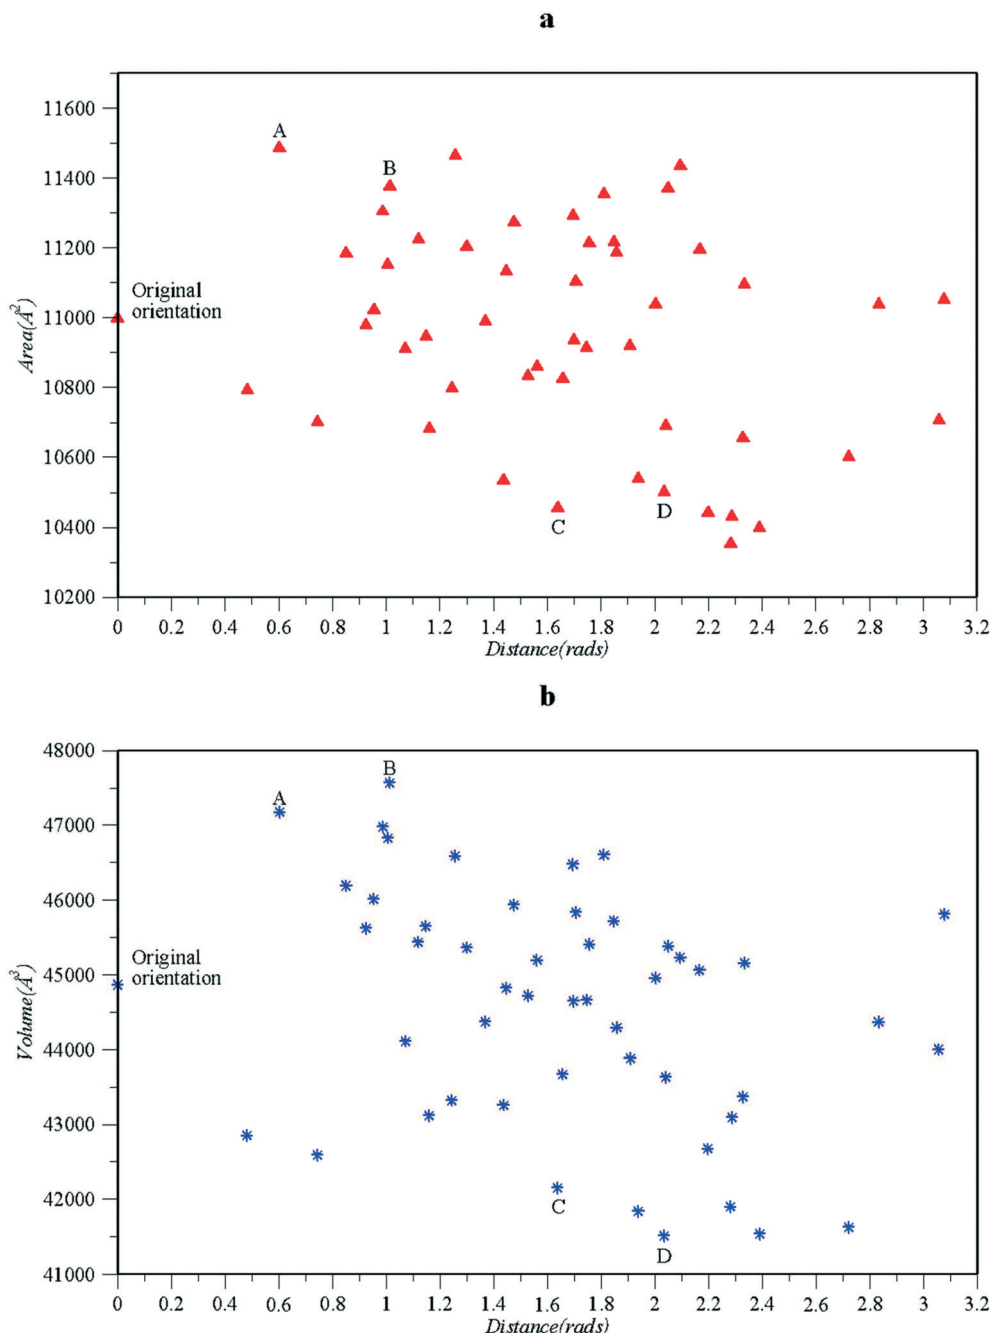 a
11600
11400
11200
11000
10800
10600
10400
10200
Area(Å²)
A
B
Original
orientation
C
D
0 0.2 0.4 0.6 0.8 1 1.2 1.4 1.6 1.8 2 2.2 2.4 2.6 2.8 3 3.2
Distance(rads)
b
48000
47000
46000
45000
44000
43000
42000
41000
Volume(Å³)
B
A
Original
orientation
C
D
0 0.2 0.4 0.6 0.8 1 1.2 1.4 1.6 1.8 2 2.2 2.4 2.6 2.8 3 3.2
Distance(rads)